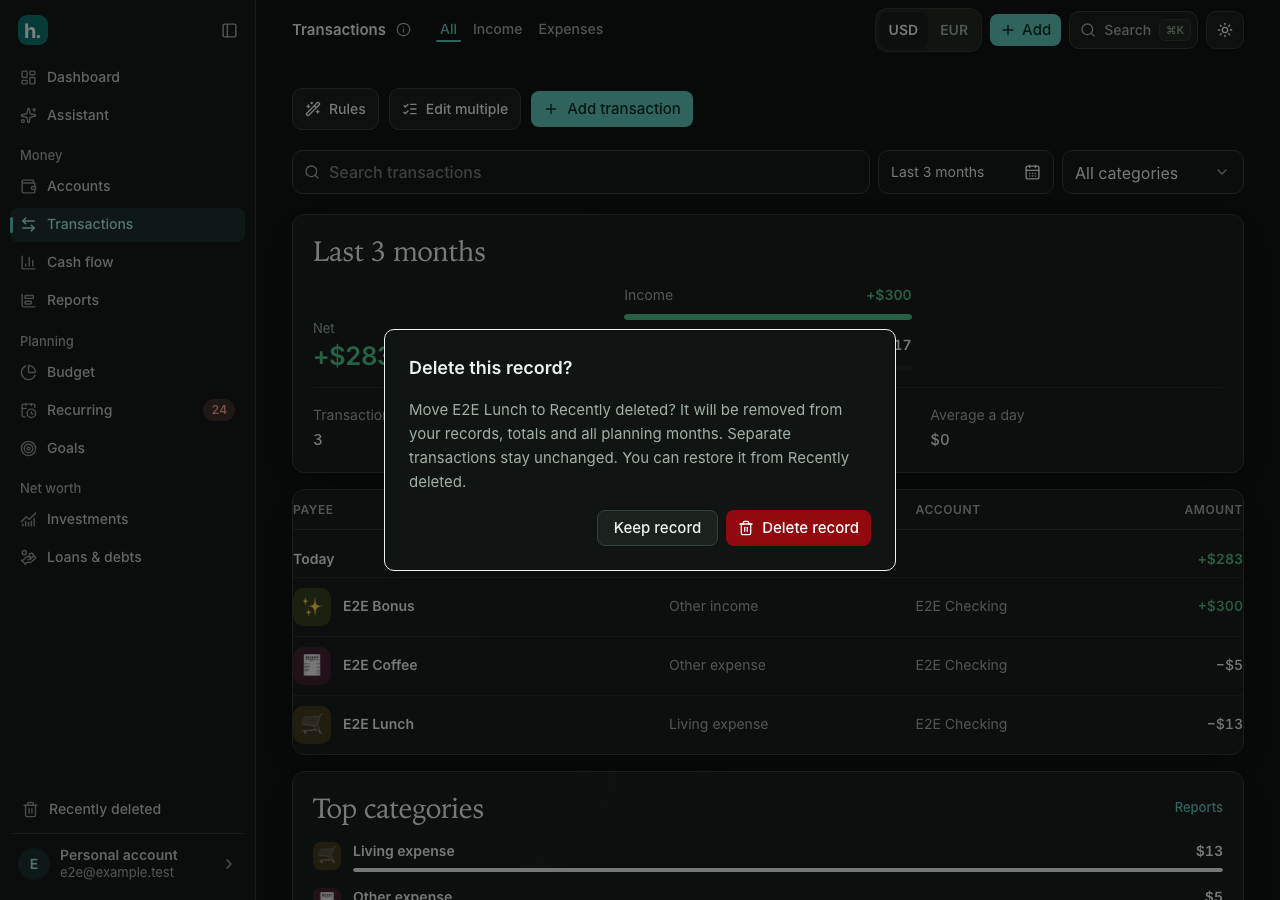 h.
Dashboard
Assistant
Money
Accounts
Transactions
Cash flow
Reports
Planning
Budget
Recurring 24
Goals
Net worth
Investments
Loans & debts
Recently deleted
E
Personal account
e2e@example.test
Transactions All Income Expenses
USD EUR Add Search ⌘K
Rules Edit multiple Add transaction
Search transactions Last 3 months All categories
Last 3 months
Income +$300
Net
+$283
17
Average a day
3 $0
Delete this record?
Move E2E Lunch to Recently deleted? It will be removed from
your records, totals and all planning months. Separate
transactions stay unchanged. You can restore it from Recently
deleted.
Keep record Delete record
PAYEE ACCOUNT AMOUNT
Today +$283
E2E Bonus Other income E2E Checking +$300
E2E Coffee Other expense E2E Checking −$5
E2E Lunch Living expense E2E Checking −$13
Top categories Reports
Living expense $13
Other expense $5